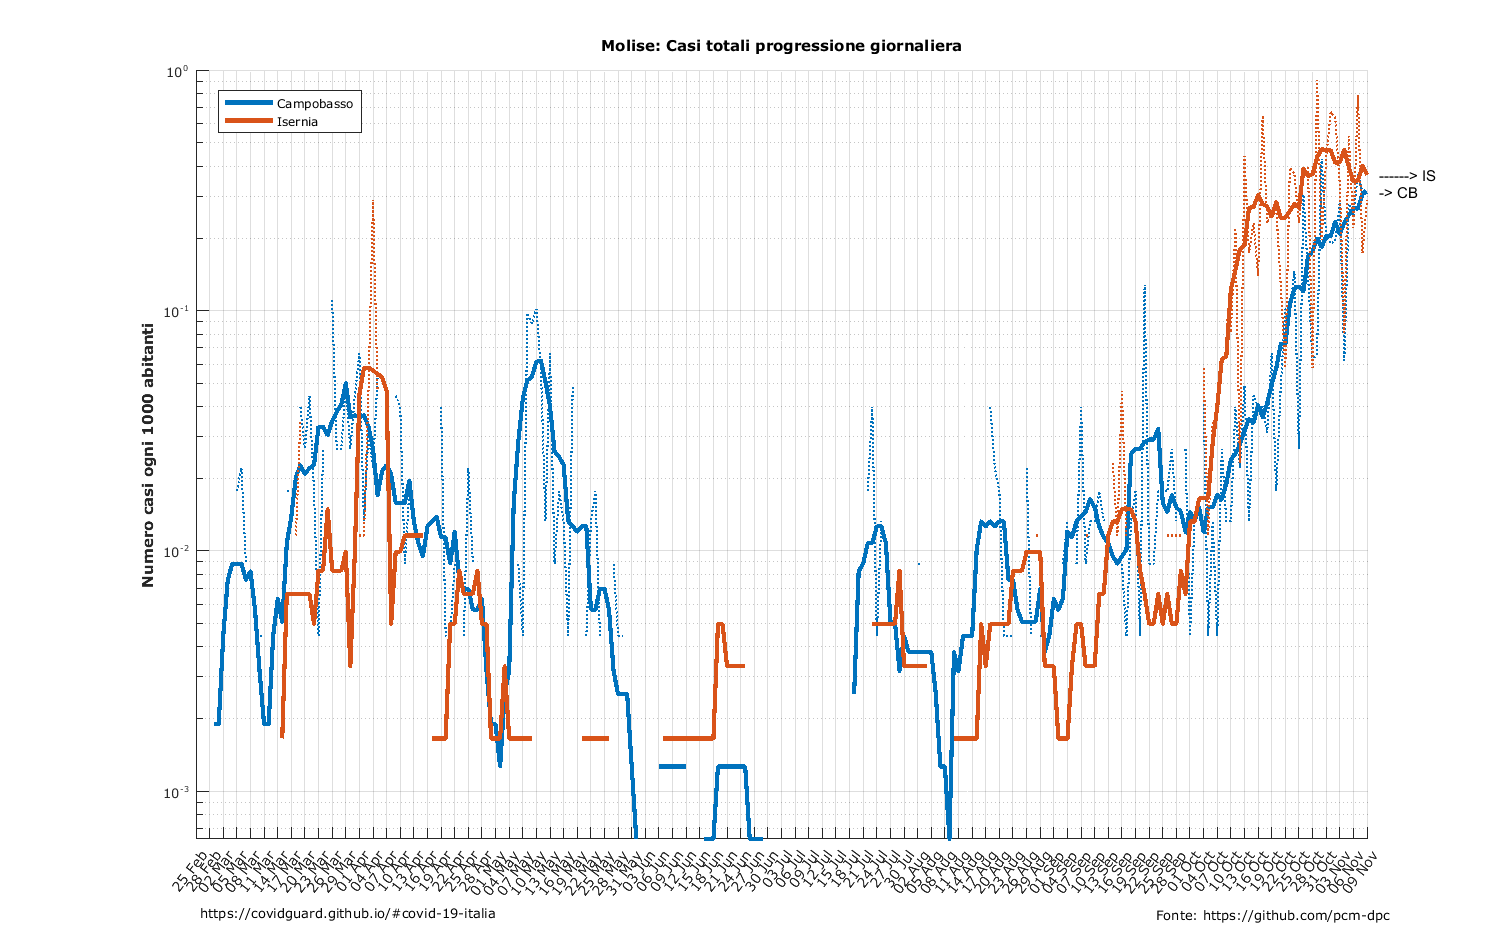 Molise: Casi totali progressione giornaliera
Campobasso
Isernia
Numero casi ogni 1000 abitanti
10⁰
10⁻¹
10⁻²
10⁻³
------> IS
-> CB
25 Feb
28 Feb
02 Mar
05 Mar
08 Mar
11 Mar
14 Mar
17 Mar
20 Mar
23 Mar
26 Mar
29 Mar
01 Apr
04 Apr
07 Apr
10 Apr
13 Apr
16 Apr
19 Apr
22 Apr
25 Apr
28 Apr
01 May
04 May
07 May
10 May
13 May
16 May
19 May
22 May
25 May
28 May
31 May
03 Jun
06 Jun
09 Jun
12 Jun
15 Jun
18 Jun
21 Jun
24 Jun
27 Jun
30 Jun
03 Jul
06 Jul
09 Jul
12 Jul
15 Jul
18 Jul
21 Jul
24 Jul
27 Jul
30 Jul
02 Aug
05 Aug
08 Aug
11 Aug
14 Aug
17 Aug
20 Aug
23 Aug
26 Aug
29 Aug
01 Sep
04 Sep
07 Sep
10 Sep
13 Sep
16 Sep
19 Sep
22 Sep
25 Sep
28 Sep
01 Oct
04 Oct
07 Oct
10 Oct
13 Oct
16 Oct
19 Oct
22 Oct
25 Oct
28 Oct
31 Oct
03 Nov
06 Nov
09 Nov
https://covidguard.github.io/#covid-19-italia
Fonte: https://github.com/pcm-dpc